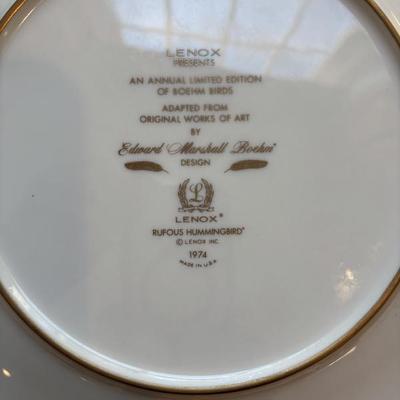 LENOX
PRESENTS
AN ANNUAL LIMITED EDITION
OF BOEHM BIRDS
ADAPTED FROM
ORIGINAL WORKS OF ART
BY
Edward Marshall Boehm
DESIGN
L
LENOX®
RUFOUS HUMMINGBIRD
© LENOX INC.
1974
MADE IN U.S.A.